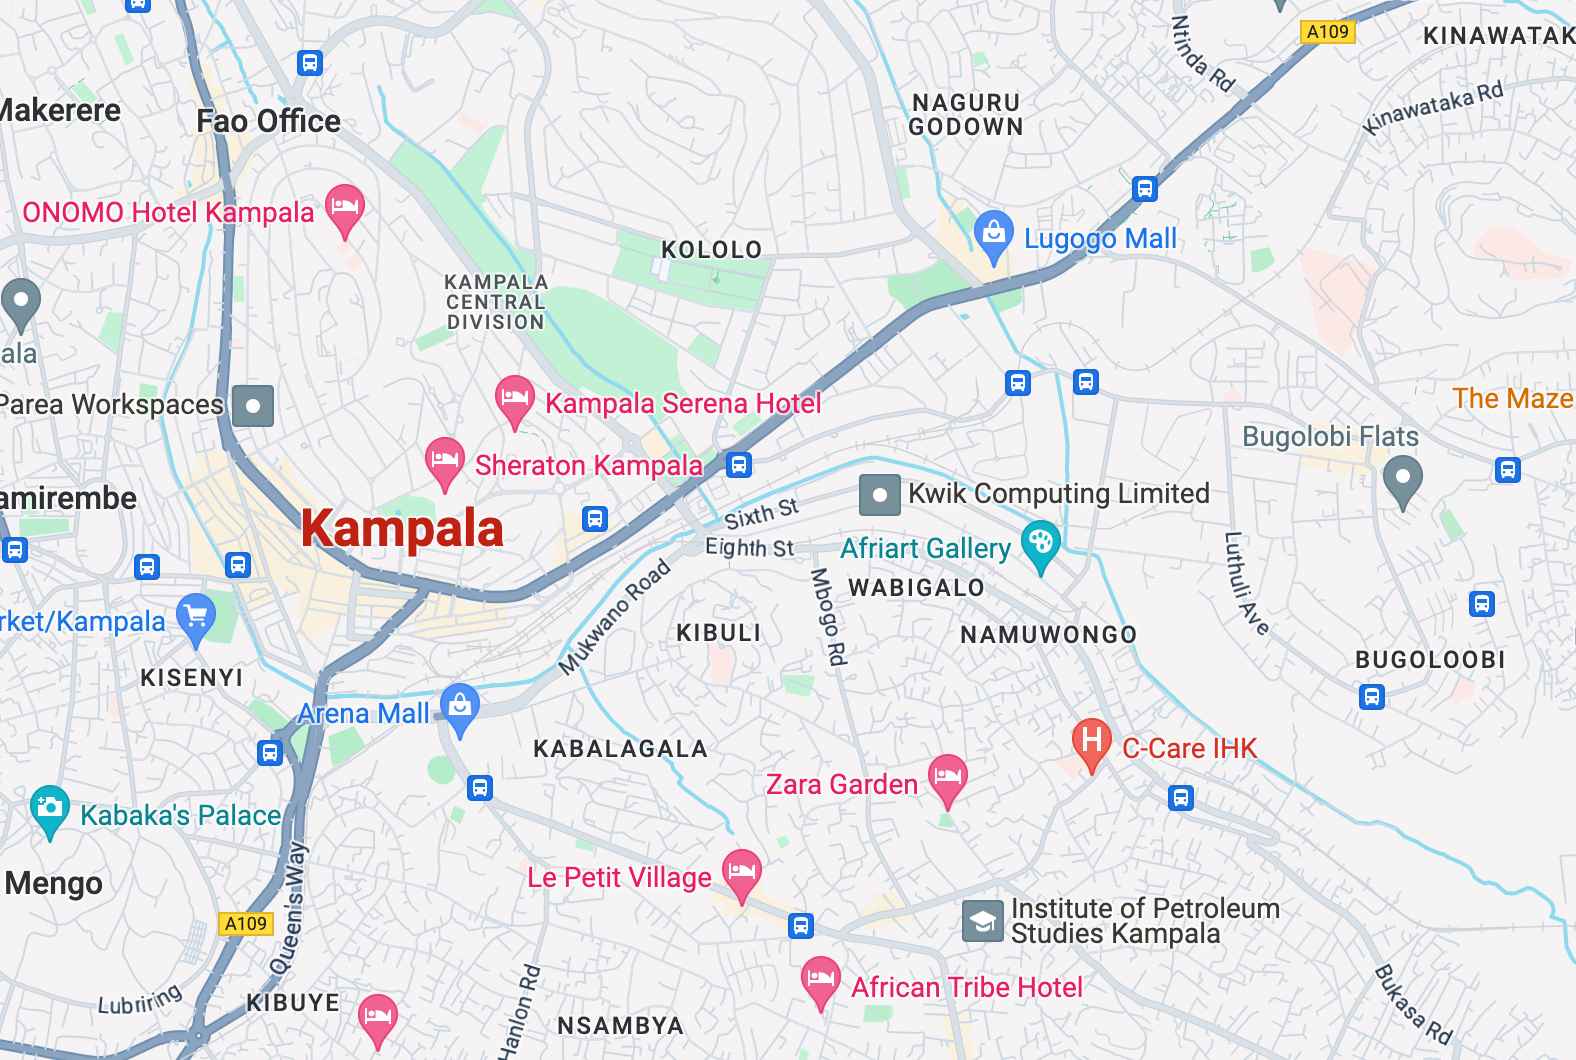 Ntinda Rd
A109
KINAWATAK
Kinawataka Rd
Makerere
Fao Office
NAGURU
GODOWN
ONOMO Hotel Kampala
Lugogo Mall
KOLOLO
KAMPALA
CENTRAL
DIVISION
ala
Parea Workspaces
Kampala Serena Hotel
The Maze
Bugolobi Flats
Sheraton Kampala
amirembe
Kwik Computing Limited
Kampala
Sixth St
Eighth St
Afriart Gallery
WABIGALO
Luthuli Ave
Mbogo Rd
Mukwano Road
rket/Kampala
KIBULI
NAMUWONGO
BUGOLOOBI
KISENYI
Arena Mall
KABALAGALA
C-Care IHK
Zara Garden
Kabaka's Palace
Le Petit Village
Mengo
A109
Queen's Way
Institute of Petroleum
Studies Kampala
African Tribe Hotel
Lubriring
KIBUYE
Hanlon Rd
NSAMBYA
Bukasa Rd